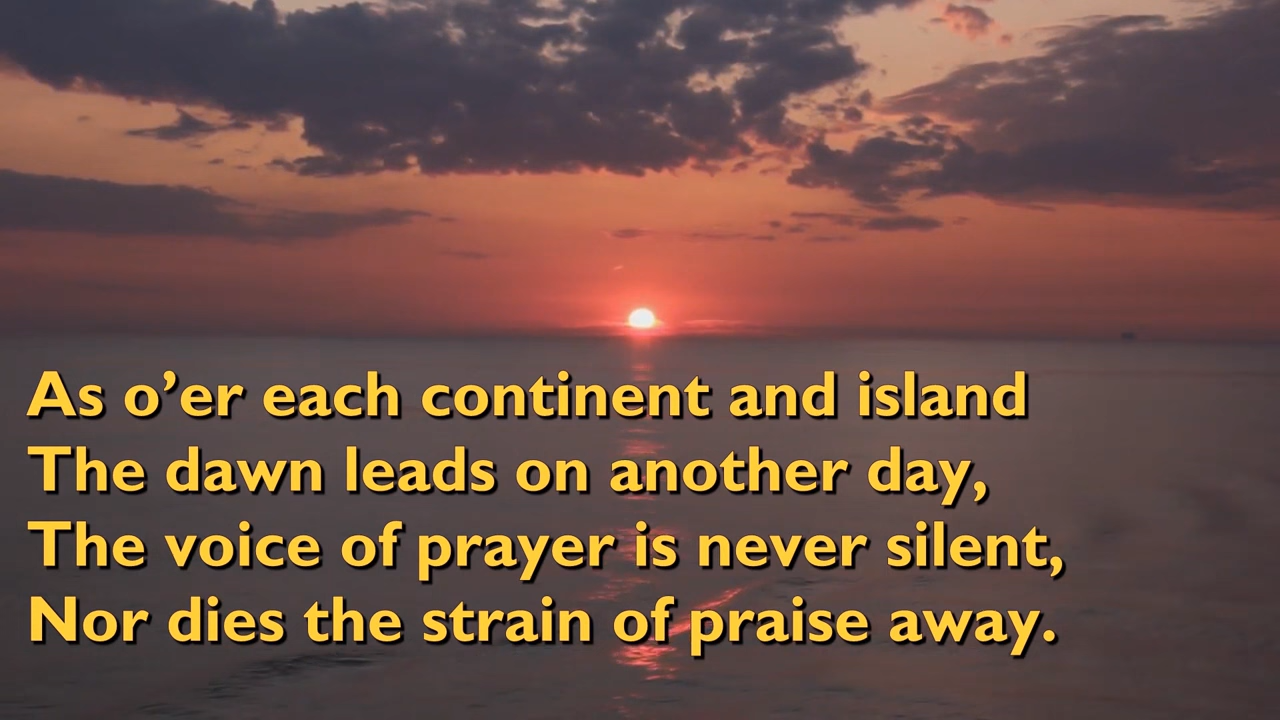 As o’er each continent and island
The dawn leads on another day,
The voice of prayer is never silent,
Nor dies the strain of praise away.